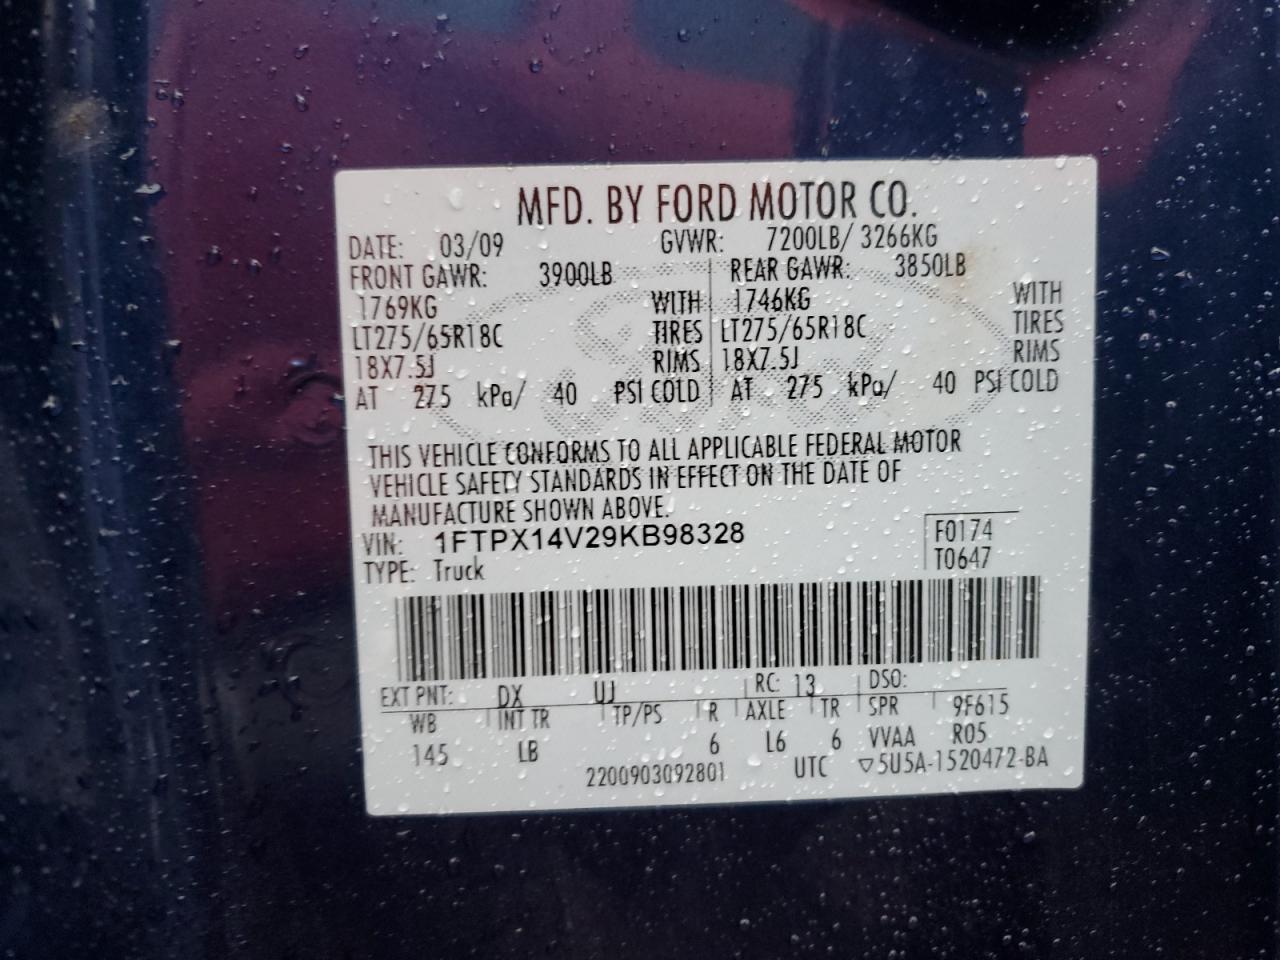 MFD. BY FORD MOTOR CO.
DATE: 03/09 GVWR: 7200LB/ 3266KG
FRONT GAWR: 3900LB REAR GAWR: 3850LB
1769KG WITH 1746KG WITH
LT275/65R18C TIRES LT275/65R18C TIRES
18X7.5J RIMS 18X7.5J RIMS
AT 275 kPa/ 40 PSI COLD AT 275 kPa/ 40 PSI COLD
THIS VEHICLE CONFORMS TO ALL APPLICABLE FEDERAL MOTOR
VEHICLE SAFETY STANDARDS IN EFFECT ON THE DATE OF
MANUFACTURE SHOWN ABOVE.
VIN: 1FTPX14V29KB98328 F0174
TYPE: Truck T0647
EXT PNT: DX UJ RC: 13 DSO:
WB INT TR TP/PS R AXLE TR SPR 9F615
145 LB 6 L6 6 VVAA R05
2200903092801 UTC ▽5U5A-1520472-BA